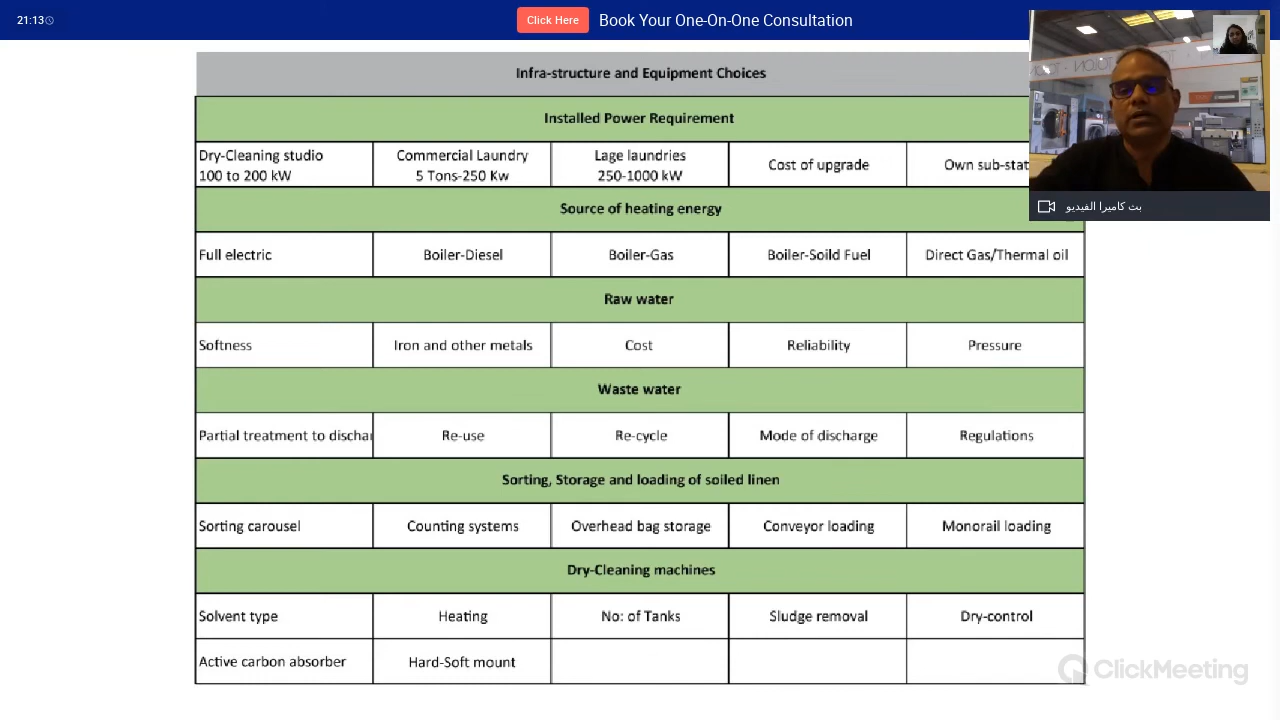 21:13
Click Here
Book Your One-On-One Consultation
Infra-structure and Equipment Choices
Installed Power Requirement
Dry-Cleaning studio
100 to 200 kW
Commercial Laundry
5 Tons-250 Kw
Lage laundries
250-1000 kW
Cost of upgrade
Own sub-stat
بث كاميرا الفيديو
Source of heating energy
Full electric
Boiler-Diesel
Boiler-Gas
Boiler-Soild Fuel
Direct Gas/Thermal oil
Raw water
Softness
Iron and other metals
Cost
Reliability
Pressure
Waste water
Partial treatment to dischar
Re-use
Re-cycle
Mode of discharge
Regulations
Sorting, Storage and loading of soiled linen
Sorting carousel
Counting systems
Overhead bag storage
Conveyor loading
Monorail loading
Dry-Cleaning machines
Solvent type
Heating
No: of Tanks
Sludge removal
Dry-control
Active carbon absorber
Hard-Soft mount
ClickMeeting